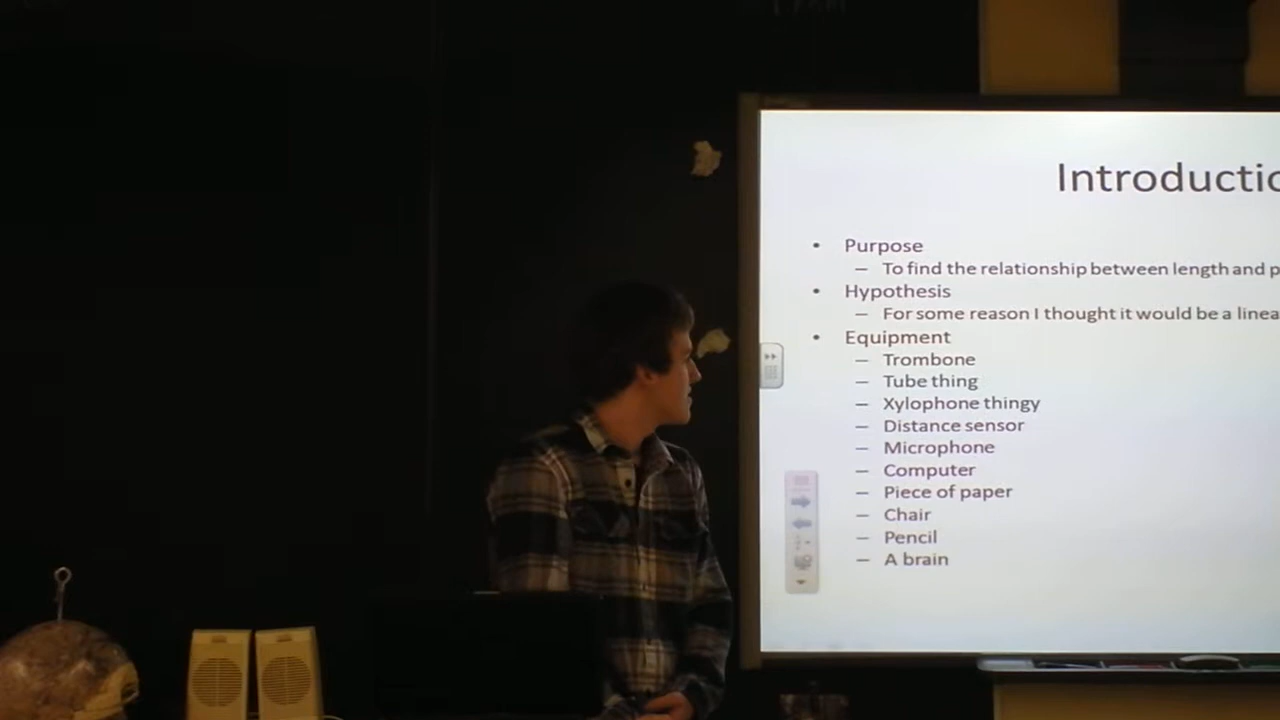 Introductio
• Purpose
– To find the relationship between length and p
• Hypothesis
– For some reason I thought it would be a linea
• Equipment
– Trombone
– Tube thing
– Xylophone thingy
– Distance sensor
– Microphone
– Computer
– Piece of paper
– Chair
– Pencil
– A brain